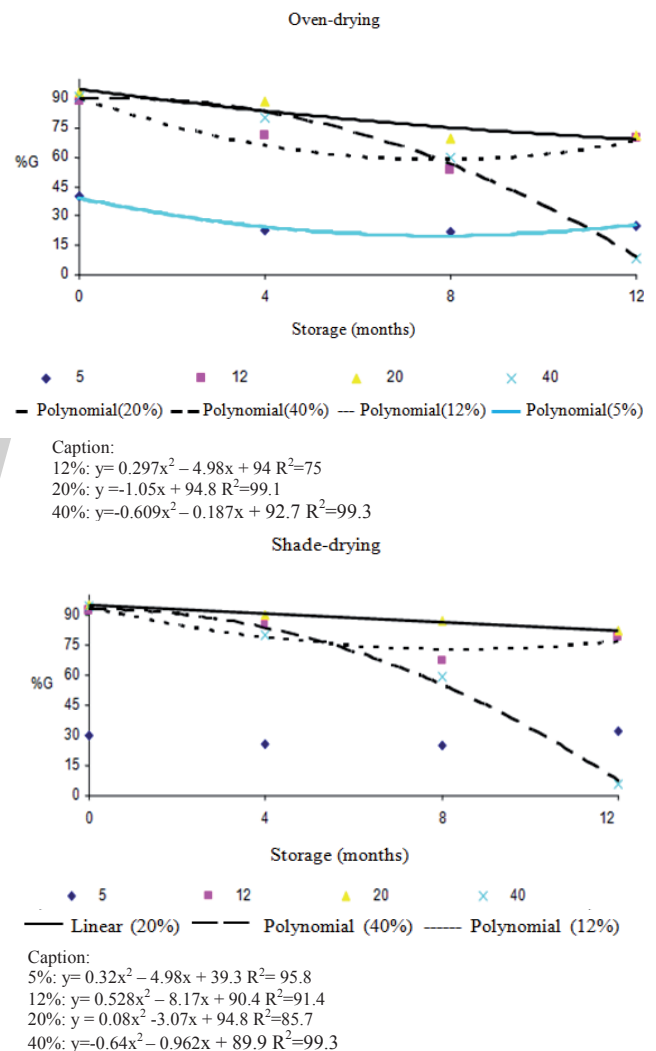 Oven-drying
90
75
%G 60
45
30
15
0
0 4 8 12
Storage (months)
5 12 20 40
Polynomial(20%) Polynomial(40%) --- Polynomial(12%) Polynomial(5%)
Caption:
12%: y= 0.297x² – 4.98x + 94 R²=75
20%: y =-1.05x + 94.8 R²=99.1
40%: y=-0.609x² – 0.187x + 92.7 R²=99.3
Shade-drying
90
75
%G 60
45
30
15
0
0 4 8 12
Storage (months)
5 12 20 40
Linear (20%) Polynomial (40%) ------ Polynomial (12%)
Caption:
5%: y= 0.32x² – 4.98x + 39.3 R²= 95.8
12%: y= 0.528x² – 8.17x + 90.4 R²=91.4
20%: y = 0.08x² -3.07x + 94.8 R²=85.7
40%: y=-0.64x² – 0.962x + 89.9 R²=99.3